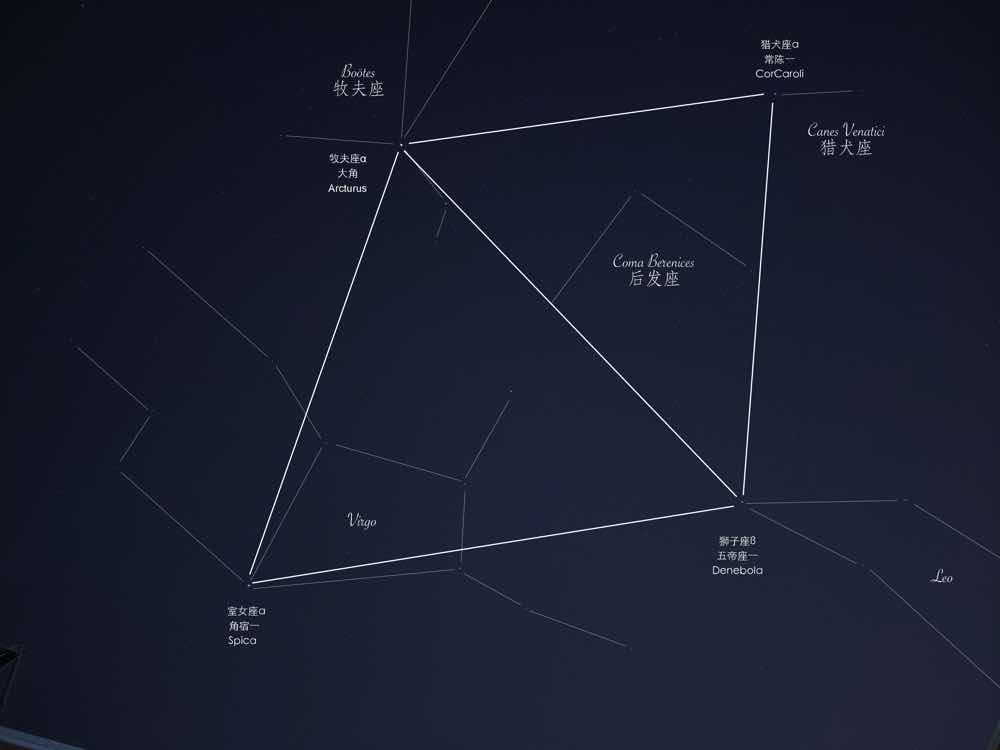 猎犬座α
常陈一
CorCaroli
Boötes
牧夫座
Canes Venatici
猎犬座
牧夫座α
大角
Arcturus
Coma Berenices
后发座
Virgo
狮子座β
五帝座一
Denebola
Leo
室女座α
角宿一
Spica